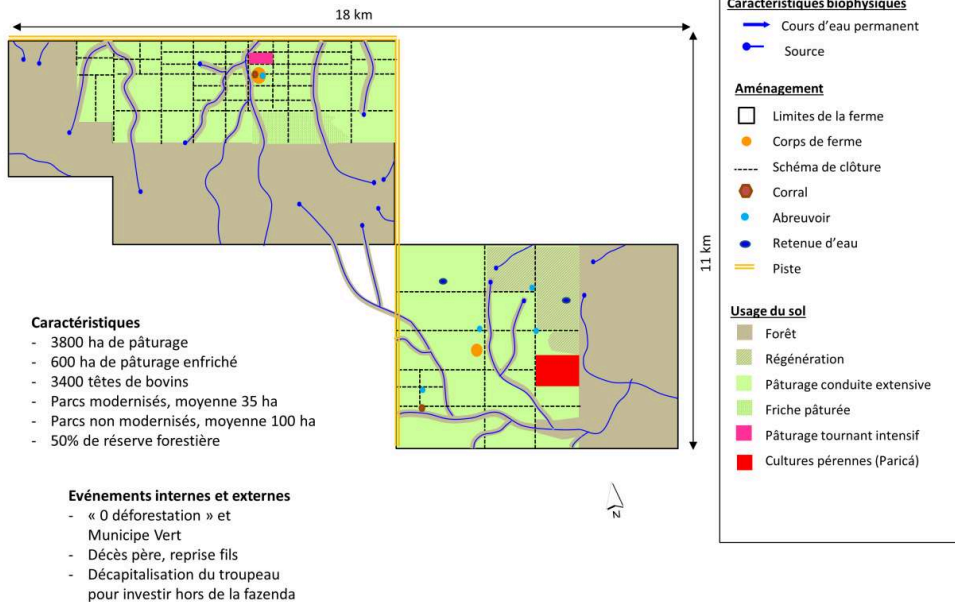 18 km
11 km
Caractéristiques biophysiques
Cours d'eau permanent
Source
Aménagement
Limites de la ferme
Corps de ferme
Schéma de clôture
Corral
Abreuvoir
Retenue d'eau
Piste
Usage du sol
Forêt
Régénération
Pâturage conduite extensive
Friche pâturée
Pâturage tournant intensif
Cultures pérennes (Paricá)
Caractéristiques
- 3800 ha de pâturage
- 600 ha de pâturage enfriché
- 3400 têtes de bovins
- Parcs modernisés, moyenne 35 ha
- Parcs non modernisés, moyenne 100 ha
- 50% de réserve forestière
Evénements internes et externes
- « 0 déforestation » et
Municipe Vert
- Décès père, reprise fils
- Décapitalisation du troupeau
pour investir hors de la fazenda
N